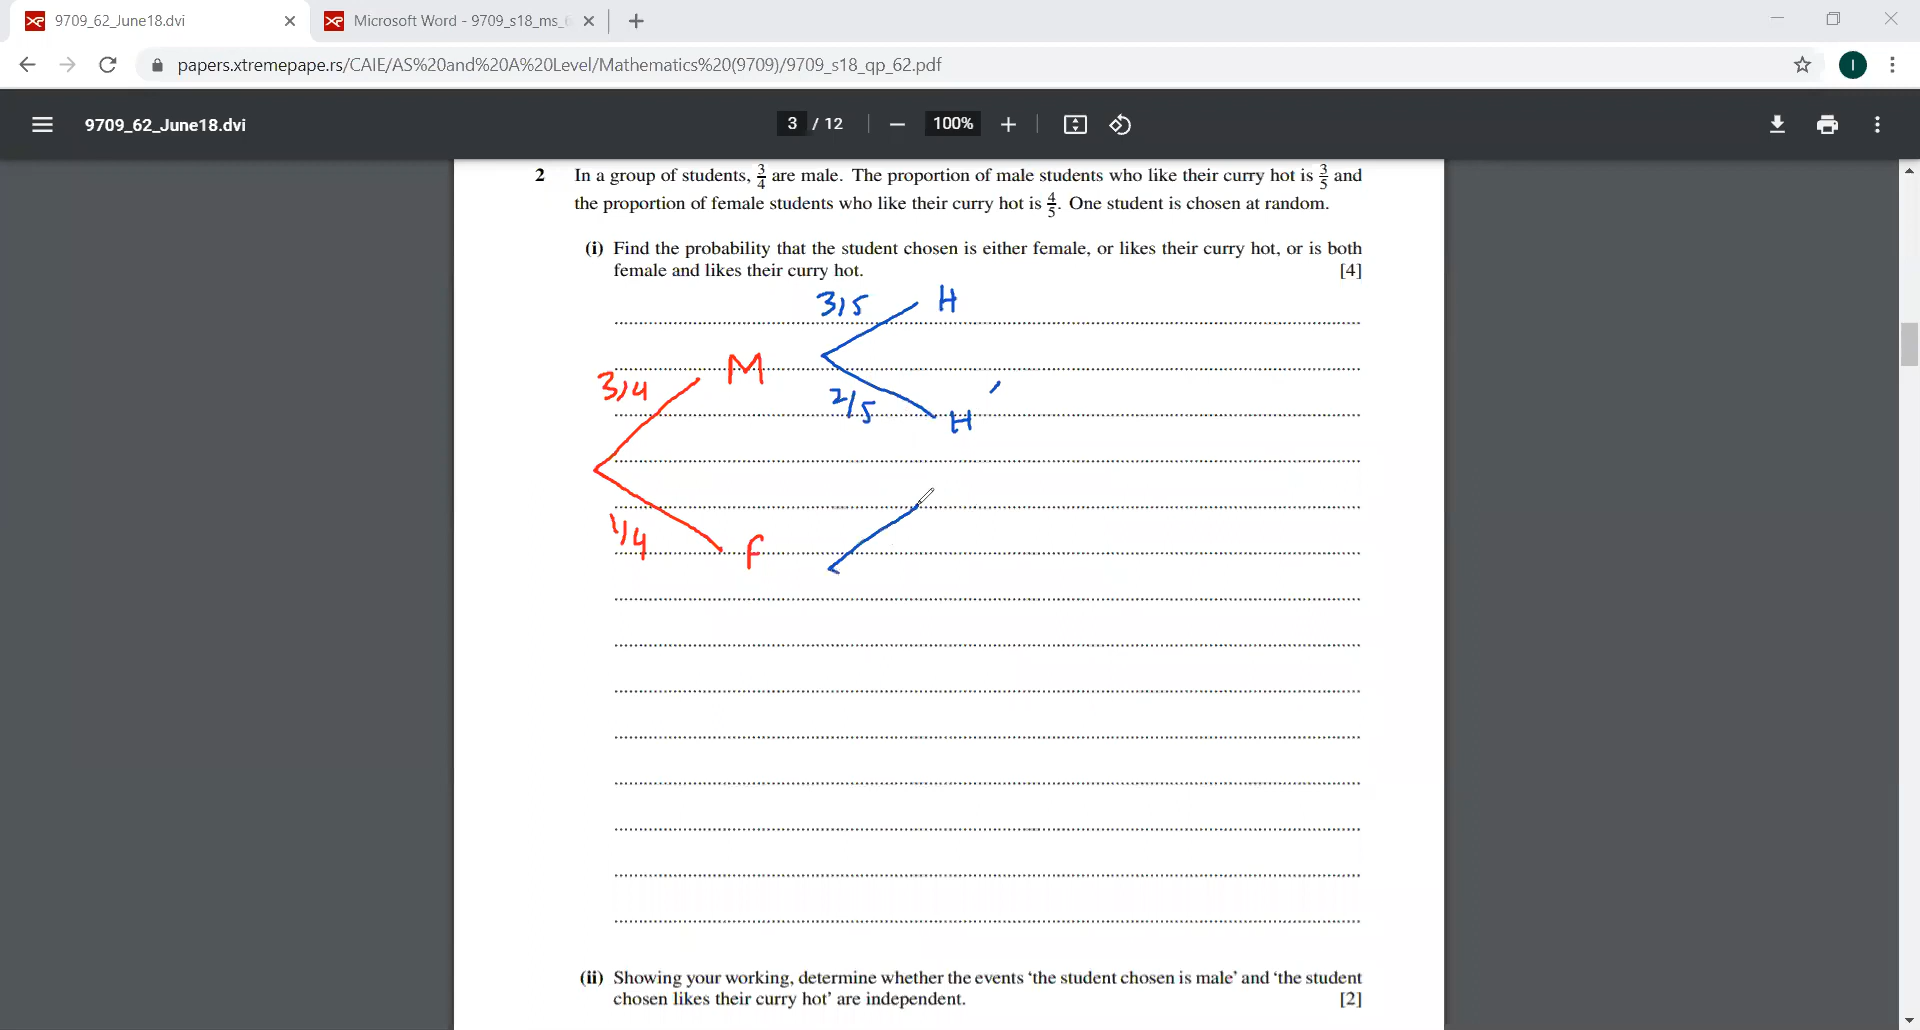 9709_62_June18.dvi
Microsoft Word - 9709_s18_ms_6
papers.xtremepape.rs/CAIE/AS%20and%20A%20Level/Mathematics%20(9709)/9709_s18_qp_62.pdf
I
9709_62_June18.dvi
3 / 12
100%
2 In a group of students, 3/4 are male. The proportion of male students who like their curry hot is 3/5 and
the proportion of female students who like their curry hot is 4/5. One student is chosen at random.
(i) Find the probability that the student chosen is either female, or likes their curry hot, or is both
female and likes their curry hot. [4]
3/5 H
3/4 M
2/5 H'
1/4 F
(ii) Showing your working, determine whether the events ‘the student chosen is male’ and ‘the student
chosen likes their curry hot’ are independent. [2]